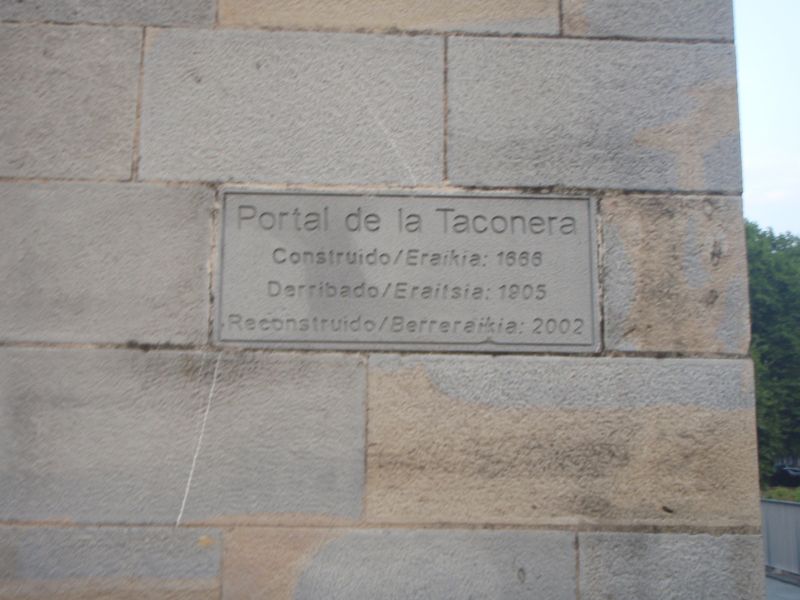 Portal de la Taconera
Construido/Eraikia: 1666
Derribado/Eraitsia: 1905
Reconstruido/Berreraikia: 2002